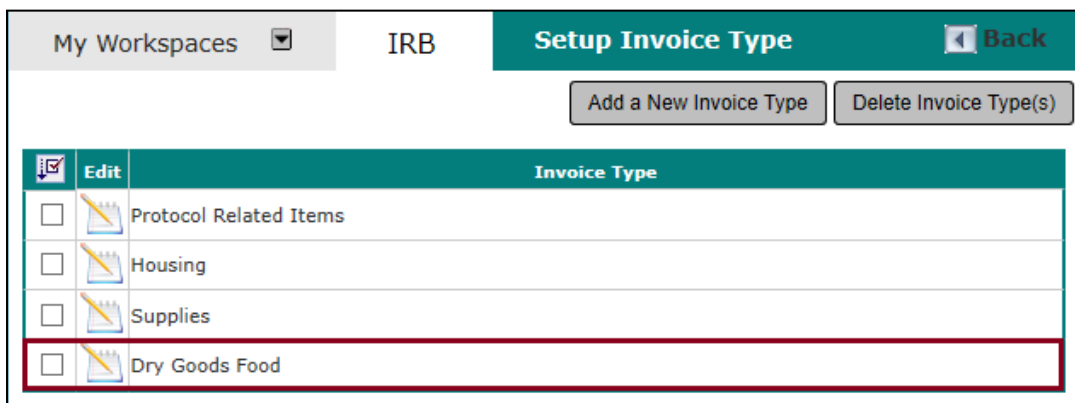 My Workspaces IRB Setup Invoice Type Back
Add a New Invoice Type Delete Invoice Type(s)
Edit Invoice Type
Protocol Related Items
Housing
Supplies
Dry Goods Food